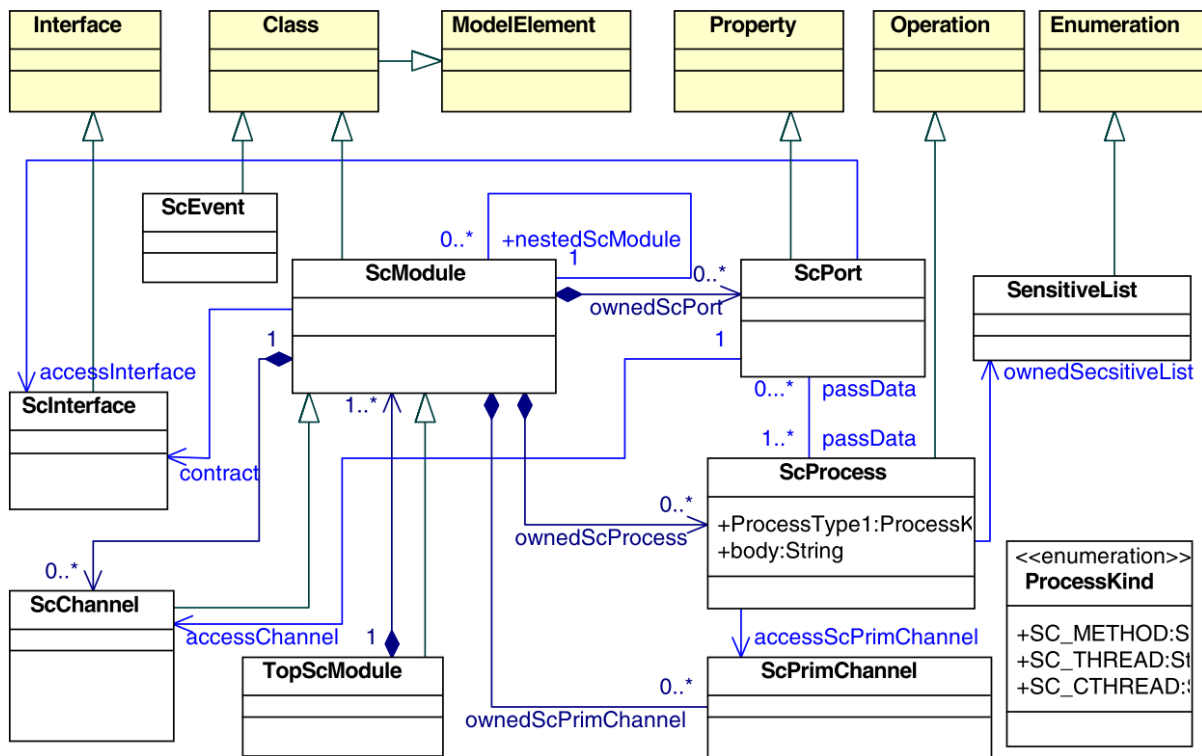 Interface
Class
ModelElement
Property
Operation
Enumeration
ScEvent
0..*
+nestedScModule
1
ScModule
0..*
ScPort
ownedScPort
SensitiveList
1
1
accessInterface
ownedSecsitiveList
ScInterface
1..*
0...*
passData
1..*
passData
contract
ScProcess
0..*
+ProcessType1:ProcessK
ownedScProcess
+body:String
<<enumeration>>
ProcessKind
0..*
ScChannel
accessChannel
1
accessScPrimChannel
+SC_METHOD:S
+SC_THREAD:St
+SC_CTHREAD:S
TopScModule
0..*
ScPrimChannel
ownedScPrimChannel